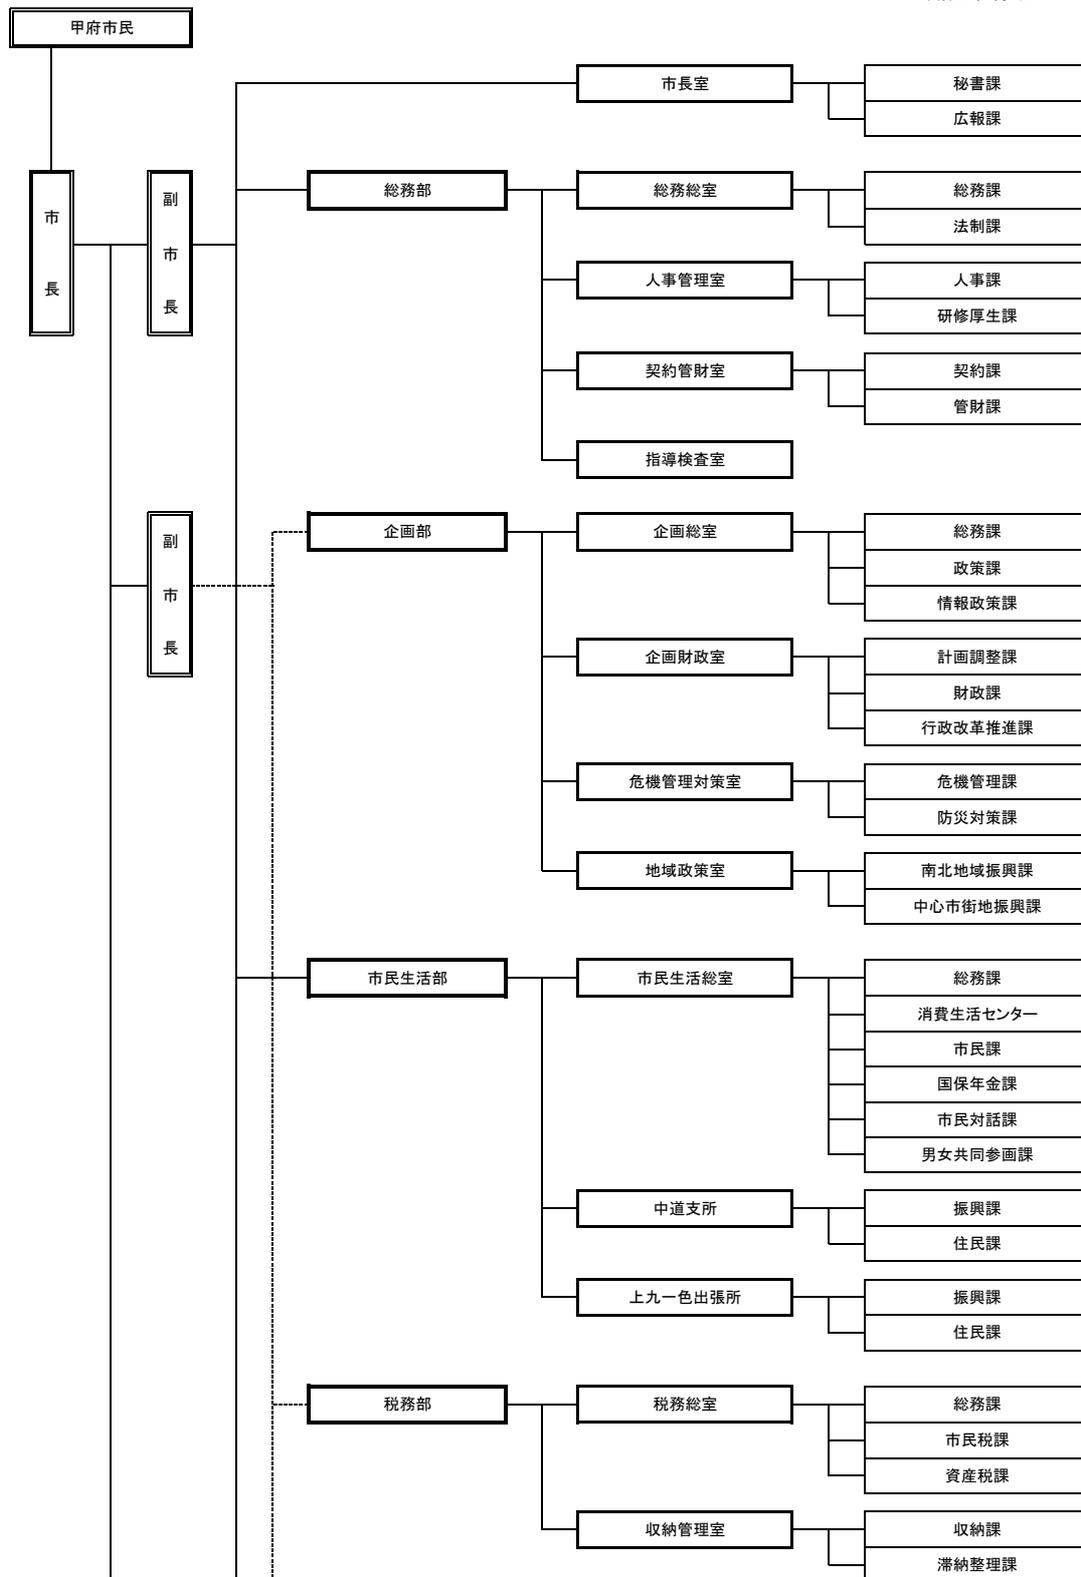 甲府市民
市長室
秘書課
広報課
市長
副市長
総務部
総務総室
総務課
法制課
人事管理室
人事課
研修厚生課
契約管財室
契約課
管財課
指導検査室
副市長
企画部
企画総室
総務課
政策課
情報政策課
企画財政室
計画調整課
財政課
行政改革推進課
危機管理対策室
危機管理課
防災対策課
地域政策室
南北地域振興課
中心市街地振興課
市民生活部
市民生活総室
総務課
消費生活センター
市民課
国保年金課
市民対話課
男女共同参画課
中道支所
振興課
住民課
上九一色出張所
振興課
住民課
税務部
税務総室
総務課
市民税課
資産税課
収納管理室
収納課
滞納整理課